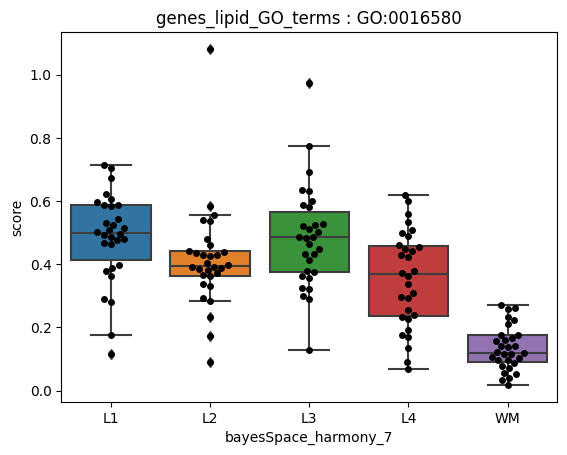 genes_lipid_GO_terms : GO:0016580
1.0
0.8
0.6
0.4
0.2
0.0
score
L1 L2 L3 L4 WM
bayesSpace_harmony_7